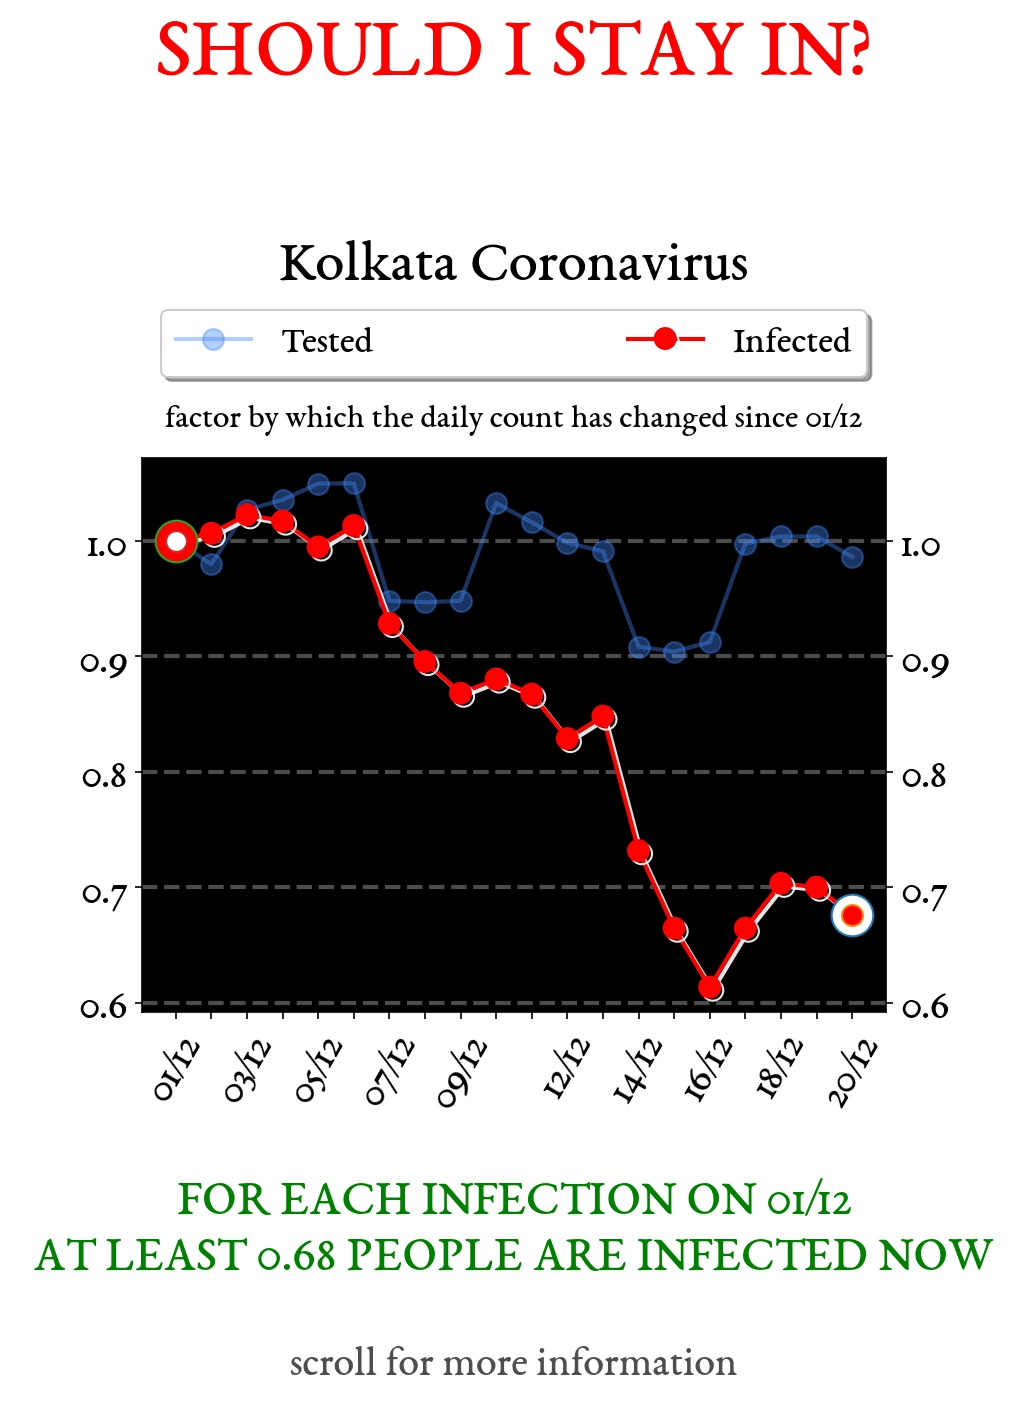 SHOULD I STAY IN?
Kolkata Coronavirus
Tested Infected
factor by which the daily count has changed since 01/12
1.0 1.0
0.9 0.9
0.8 0.8
0.7 0.7
0.6 0.6
01/12 03/12 05/12 07/12 09/12 12/12 14/12 16/12 18/12 20/12
FOR EACH INFECTION ON 01/12
AT LEAST 0.68 PEOPLE ARE INFECTED NOW
scroll for more information